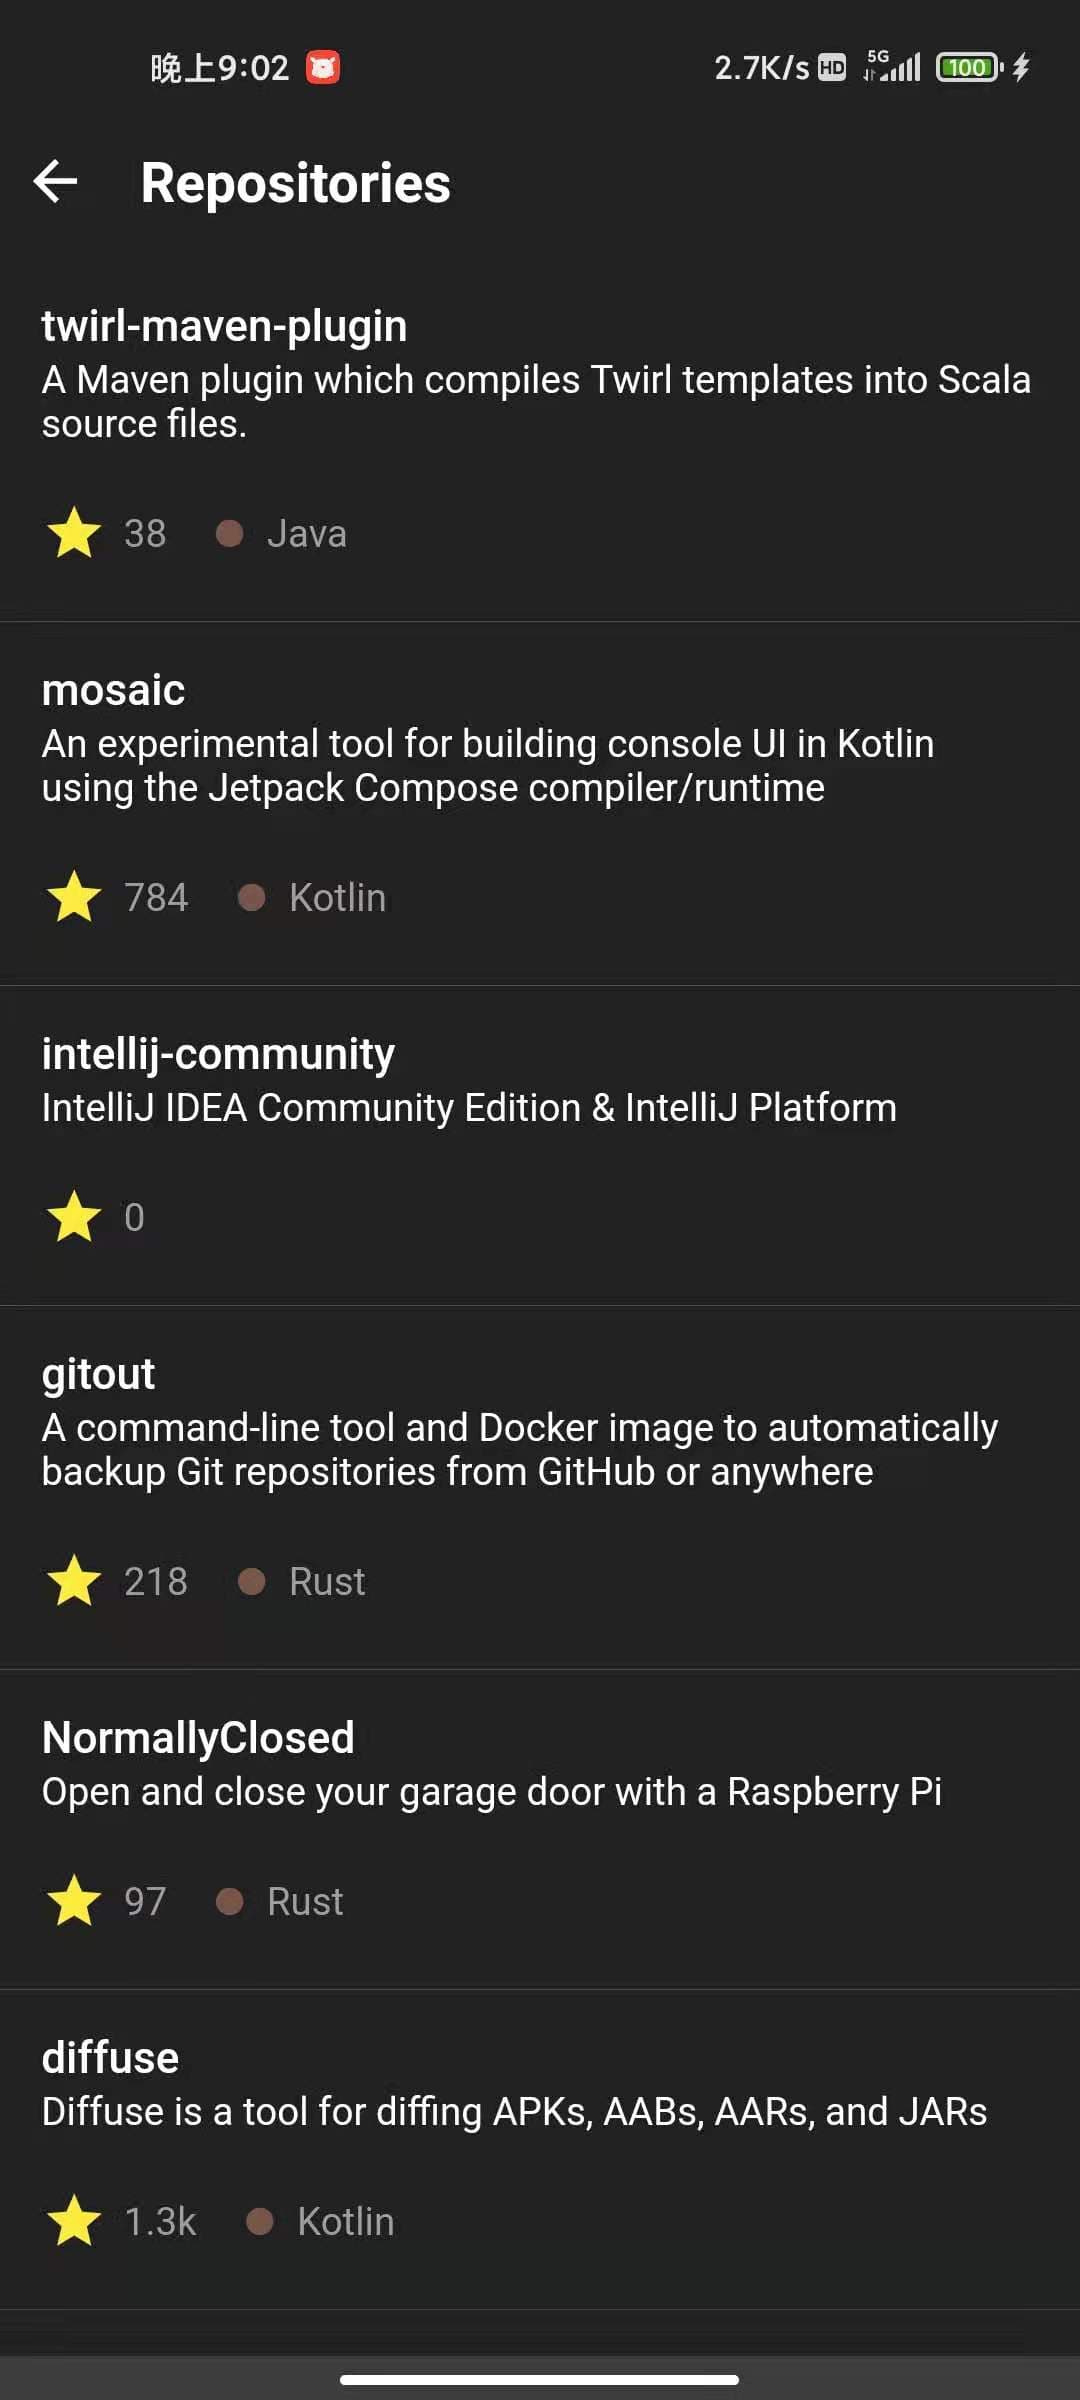 晚上9:02
2.7K/s HD 5G 100
Repositories
twirl-maven-plugin
A Maven plugin which compiles Twirl templates into Scala
source files.
38 Java
mosaic
An experimental tool for building console UI in Kotlin
using the Jetpack Compose compiler/runtime
784 Kotlin
intellij-community
IntelliJ IDEA Community Edition & IntelliJ Platform
0
gitout
A command-line tool and Docker image to automatically
backup Git repositories from GitHub or anywhere
218 Rust
NormallyClosed
Open and close your garage door with a Raspberry Pi
97 Rust
diffuse
Diffuse is a tool for diffing APKs, AABs, AARs, and JARs
1.3k Kotlin